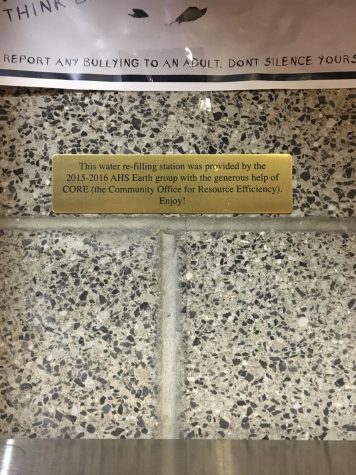 THINK
REPORT ANY BULLYING TO AN ADULT. DONT SILENCE YOURS
This water re-filling station was provided by the
2015-2016 AHS Earth group with the generous help of
CORE (the Community Office for Resource Efficiency).
Enjoy!